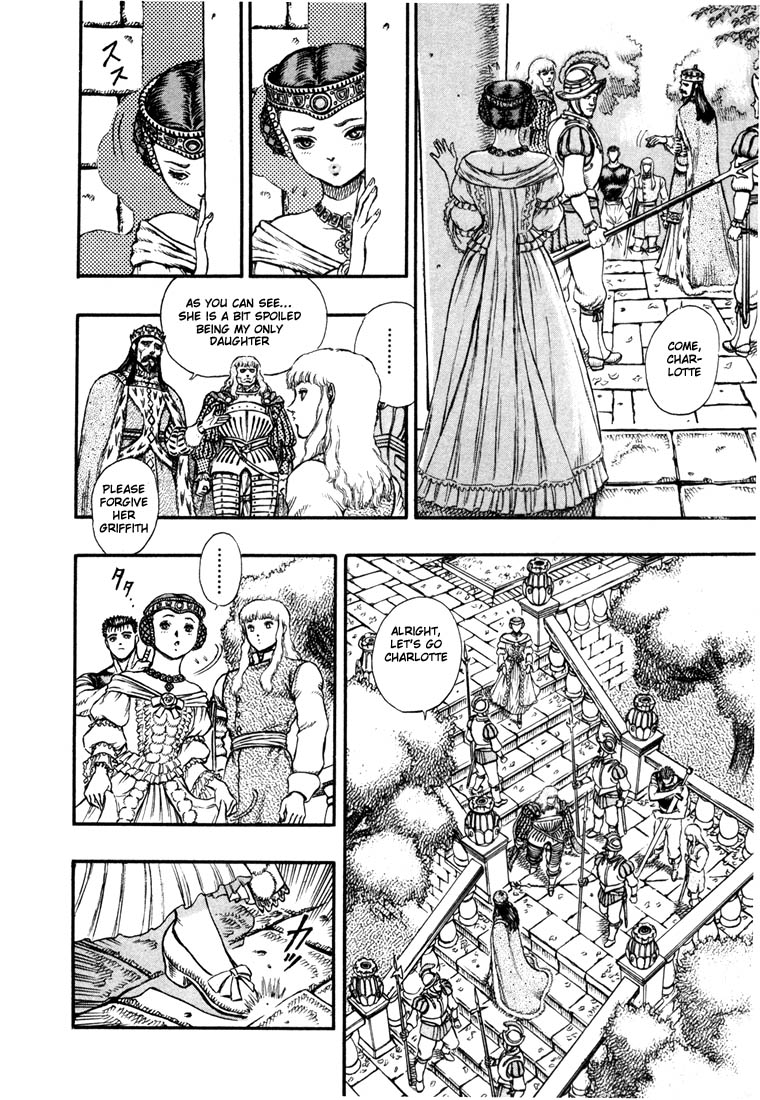 COME,
CHAR-
LOTTE
スス
AS YOU CAN SEE...
SHE IS A BIT SPOILED
BEING MY ONLY
DAUGHTER
........
PLEASE
FORGIVE
HER
GRIFFITH
ALRIGHT,
LET'S GO
CHARLOTTE
........
タタ
カッ